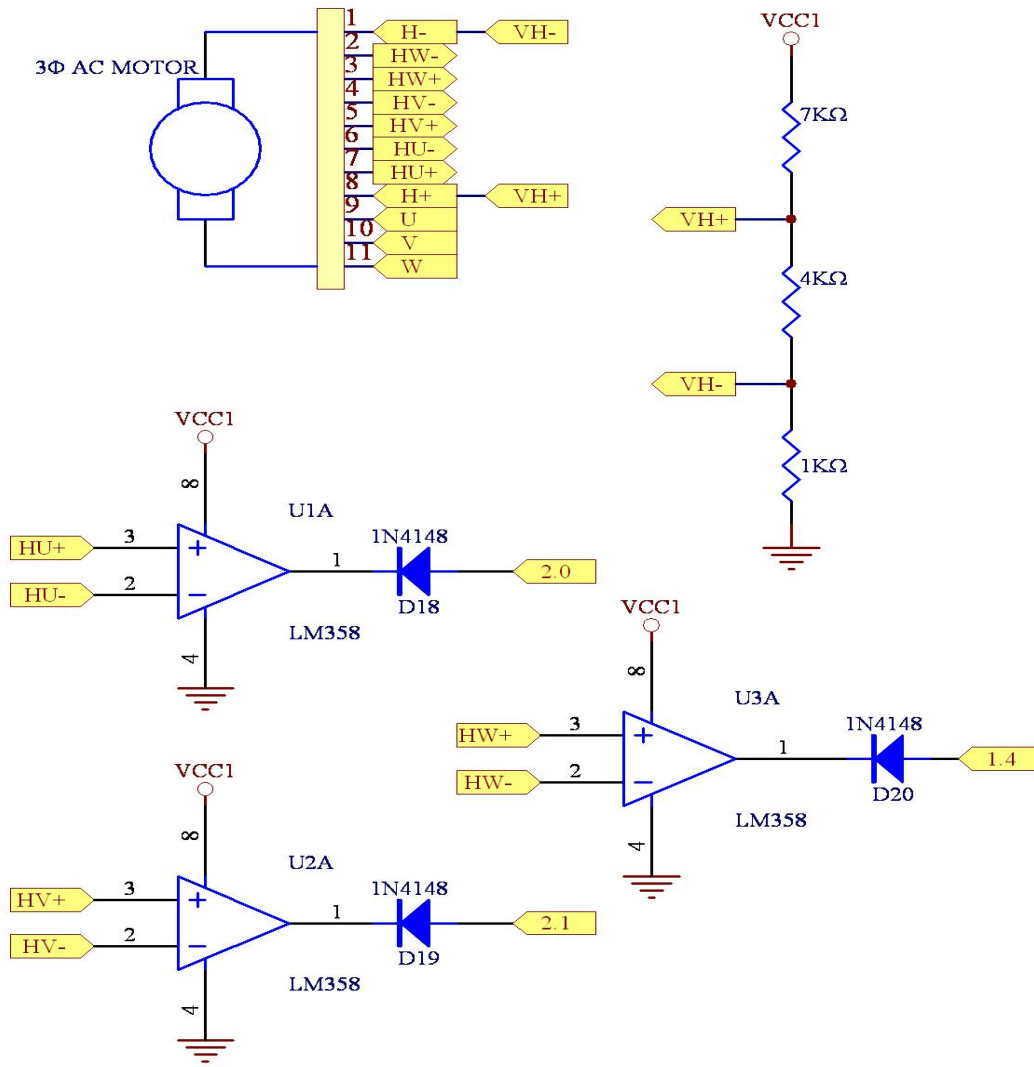 3Φ AC MOTOR
1 H- VH-
2 HW-
3 HW+
4 HV-
5 HV+
6 HU-
7 HU+
8 H+ VH+
9 U
10 V
11 W
VCC1
7KΩ
VH+
4KΩ
VH-
1KΩ
VCC1
8
U1A
HU+ 3
1 1N4148 2.0
HU- 2
D18
4 LM358
VCC1
8
U3A
HW+ 3
1 1N4148 1.4
HW- 2
D20
4 LM358
VCC1
8
U2A
HV+ 3
1 1N4148 2.1
HV- 2
D19
4 LM358